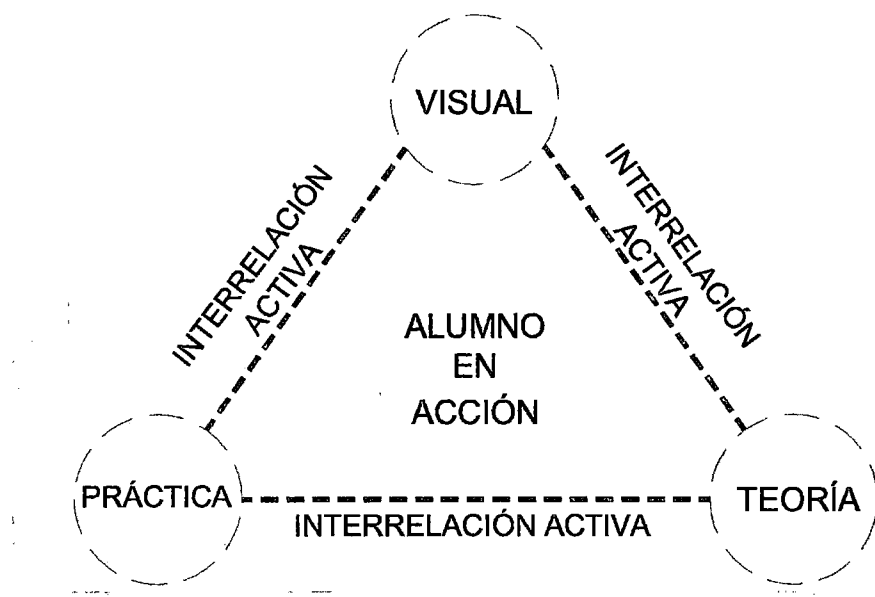 VISUAL
INTERRELACIÓN
ACTIVA
INTERRELACIÓN
ACTIVA
ALUMNO
EN
ACCIÓN
PRÁCTICA
TEORÍA
INTERRELACIÓN ACTIVA